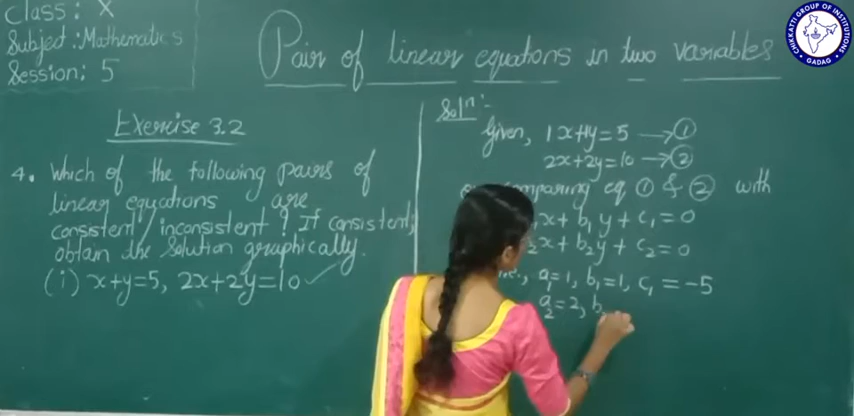 Class: X
Subject: Mathematics
Session: 5
Pair of linear equations in two variables
CHIKKATTI GROUP OF INSTITUTIONS
GADAG
Exercise 3.2
4. Which of the following pairs of
linear equations are
consistent/inconsistent? If consistent,
obtain the solution graphically.
(i) x+y=5, 2x+2y=10 ✓
Solⁿ:-
Given, 1x+1y=5 → ①
2x+2y=10 → ②
comparing eq ① & ② with
x + b₁y + c₁ = 0
₂x + b₂y + c₂ = 0
a₁=1, b₁=1, c₁ = -5
a₂=2, b₂